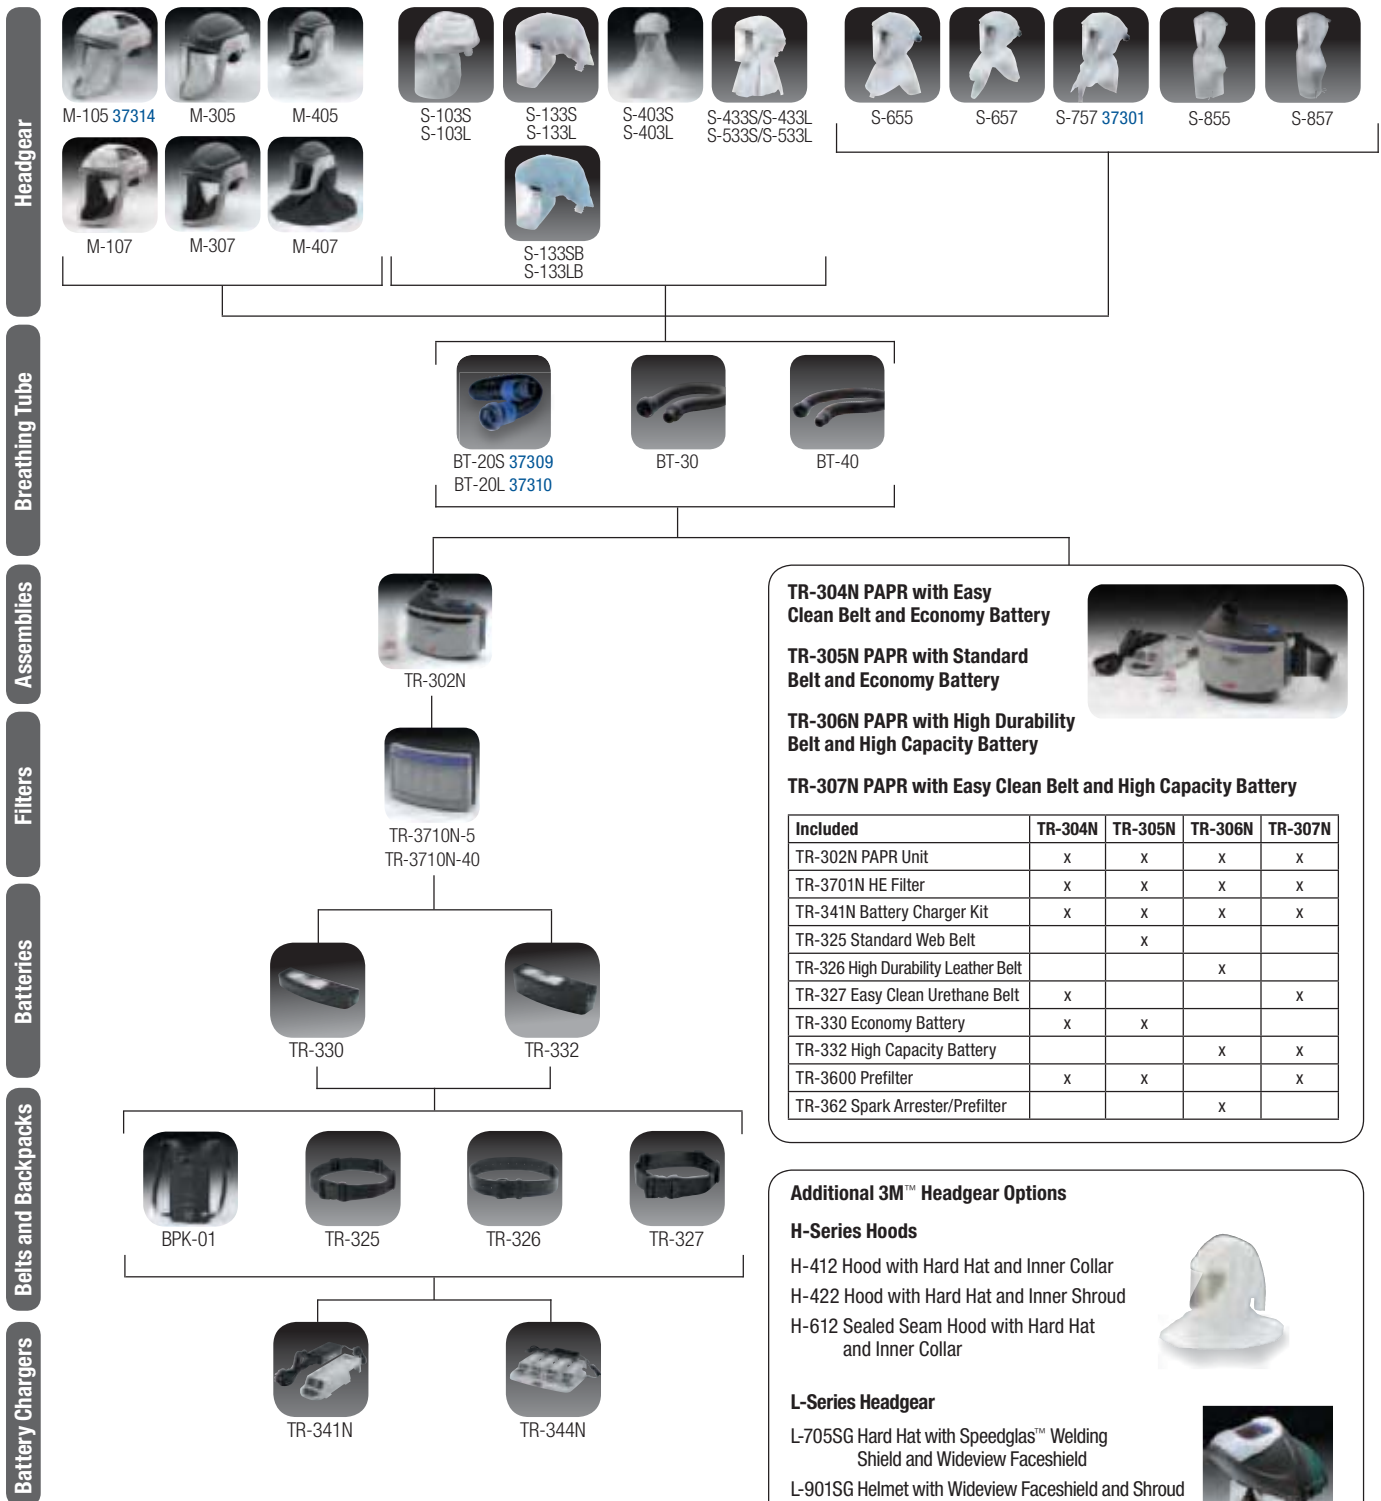 Headgear
M-105 37314
M-305
M-405
S-103S
S-103L
S-133S
S-133L
S-403S
S-403L
S-433S/S-433L
S-533S/S-533L
S-655
S-657
S-757 37301
S-855
S-857
M-107
M-307
M-407
S-133SB
S-133LB
Breathing Tube
BT-20S 37309
BT-20L 37310
BT-30
BT-40
Assemblies
TR-302N
Filters
TR-3710N-5
TR-3710N-40
Batteries
TR-330
TR-332
Belts and Backpacks
BPK-01
TR-325
TR-326
TR-327
Battery Chargers
TR-341N
TR-344N
TR-304N PAPR with Easy
Clean Belt and Economy Battery
TR-305N PAPR with Standard
Belt and Economy Battery
TR-306N PAPR with High Durability
Belt and High Capacity Battery
TR-307N PAPR with Easy Clean Belt and High Capacity Battery
Included TR-304N TR-305N TR-306N TR-307N
TR-302N PAPR Unit x x x x
TR-3701N HE Filter x x x x
TR-341N Battery Charger Kit x x x x
TR-325 Standard Web Belt x
TR-326 High Durability Leather Belt x
TR-327 Easy Clean Urethane Belt x x
TR-330 Economy Battery x x
TR-332 High Capacity Battery x x
TR-3600 Prefilter x x x
TR-362 Spark Arrester/Prefilter x
Additional 3M™ Headgear Options
H-Series Hoods
H-412 Hood with Hard Hat and Inner Collar
H-422 Hood with Hard Hat and Inner Shroud
H-612 Sealed Seam Hood with Hard Hat
and Inner Collar
L-Series Headgear
L-705SG Hard Hat with Speedglas™ Welding
Shield and Wideview Faceshield
L-901SG Helmet with Wideview Faceshield and Shroud